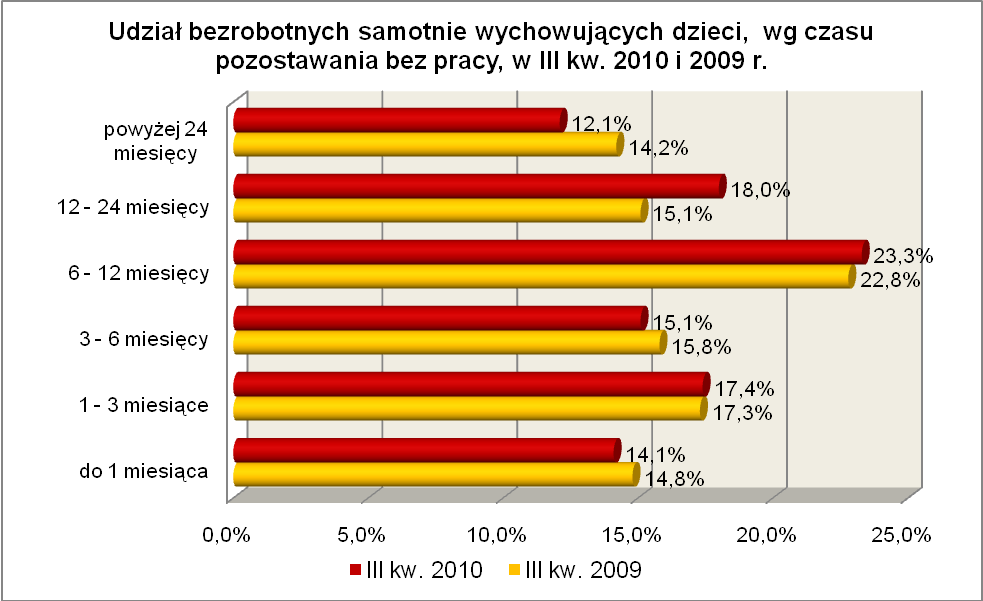 Udział bezrobotnych samotnie wychowujących dzieci, wg czasu
pozostawania bez pracy, w III kw. 2010 i 2009 r.
powyżej 24
miesięcy
12,1%
14,2%
12 - 24 miesięcy
18,0%
15,1%
6 - 12 miesięcy
23,3%
22,8%
3 - 6 miesięcy
15,1%
15,8%
1 - 3 miesiące
17,4%
17,3%
do 1 miesiąca
14,1%
14,8%
0,0% 5,0% 10,0% 15,0% 20,0% 25,0%
III kw. 2010 III kw. 2009